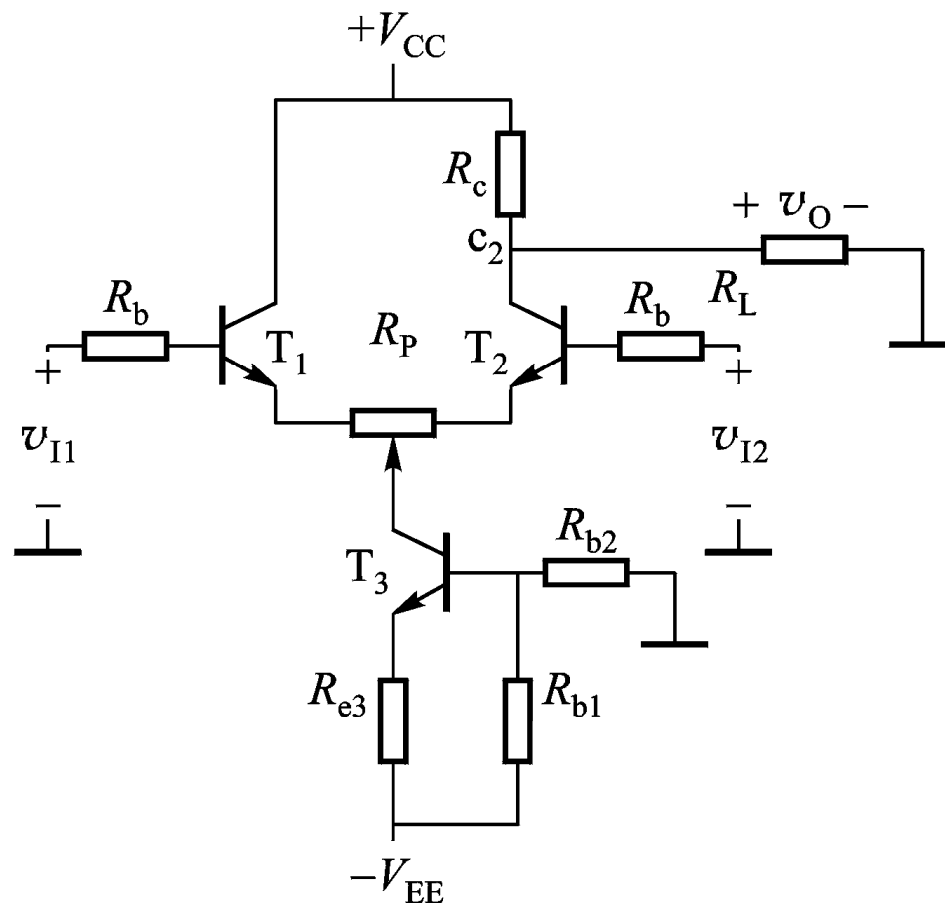 +V_CC
R_c
+ v_O −
c_2
R_L
R_b
R_b
T_1
R_P
T_2
+
+
v_I1
v_I2
−
−
R_b2
T_3
R_e3
R_b1
−V_EE